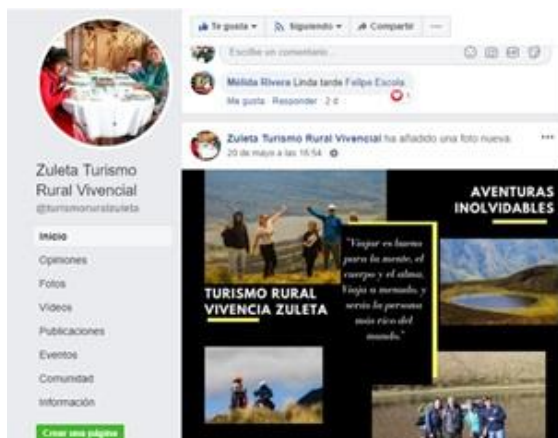 Te gusta
Siguiendo
Compartir
Escribe un comentario...
Mélida Rivera Linda tarde Felipe Escola
Me gusta Responder 2 d
1
Zuleta Turismo
Rural Vivencial
@turismoruralzuleta
Inicio
Opiniones
Fotos
Vídeos
Publicaciones
Eventos
Comunidad
Información
Crear una página
Zuleta Turismo Rural Vivencial ha añadido una foto nueva.
20 de mayo a las 16:54
AVENTURAS
INOLVIDABLES
"Viajar es bueno
para la mente, el
cuerpo y el alma.
Viaja a menudo, y
serás la persona
más rico del
mundo."
TURISMO RURAL
VIVENCIA ZULETA